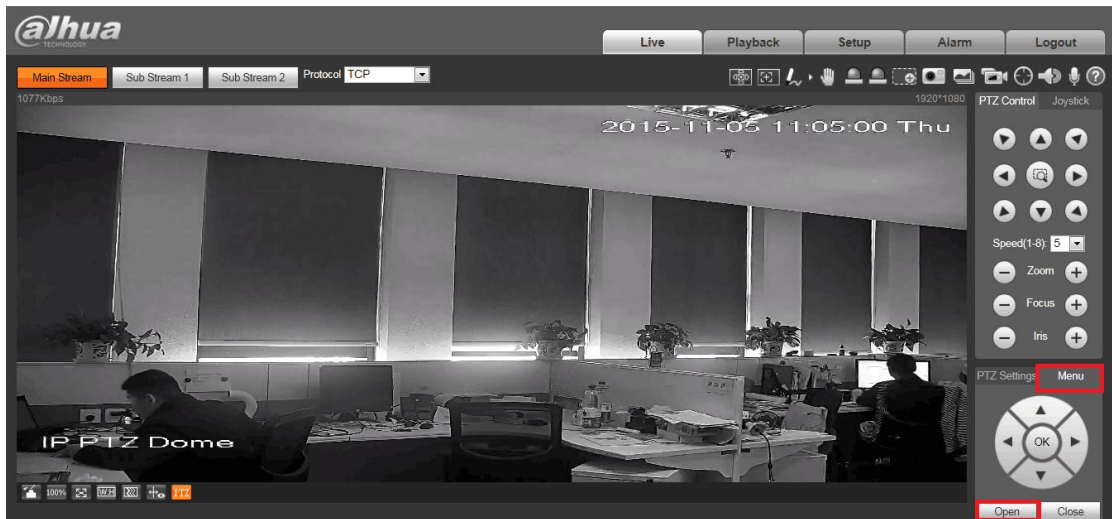 alhua
TECHNOLOGY
Live Playback Setup Alarm Logout
Main Stream Sub Stream 1 Sub Stream 2 Protocol TCP
1077Kbps 1920*1080 PTZ Control Joystick
2015-11-05 11:05:00 Thu
Speed(1-8): 5
Zoom
Focus
Iris
PTZ Settings Menu
OK
IP PTZ Dome
100% W:H PTZ
Open Close